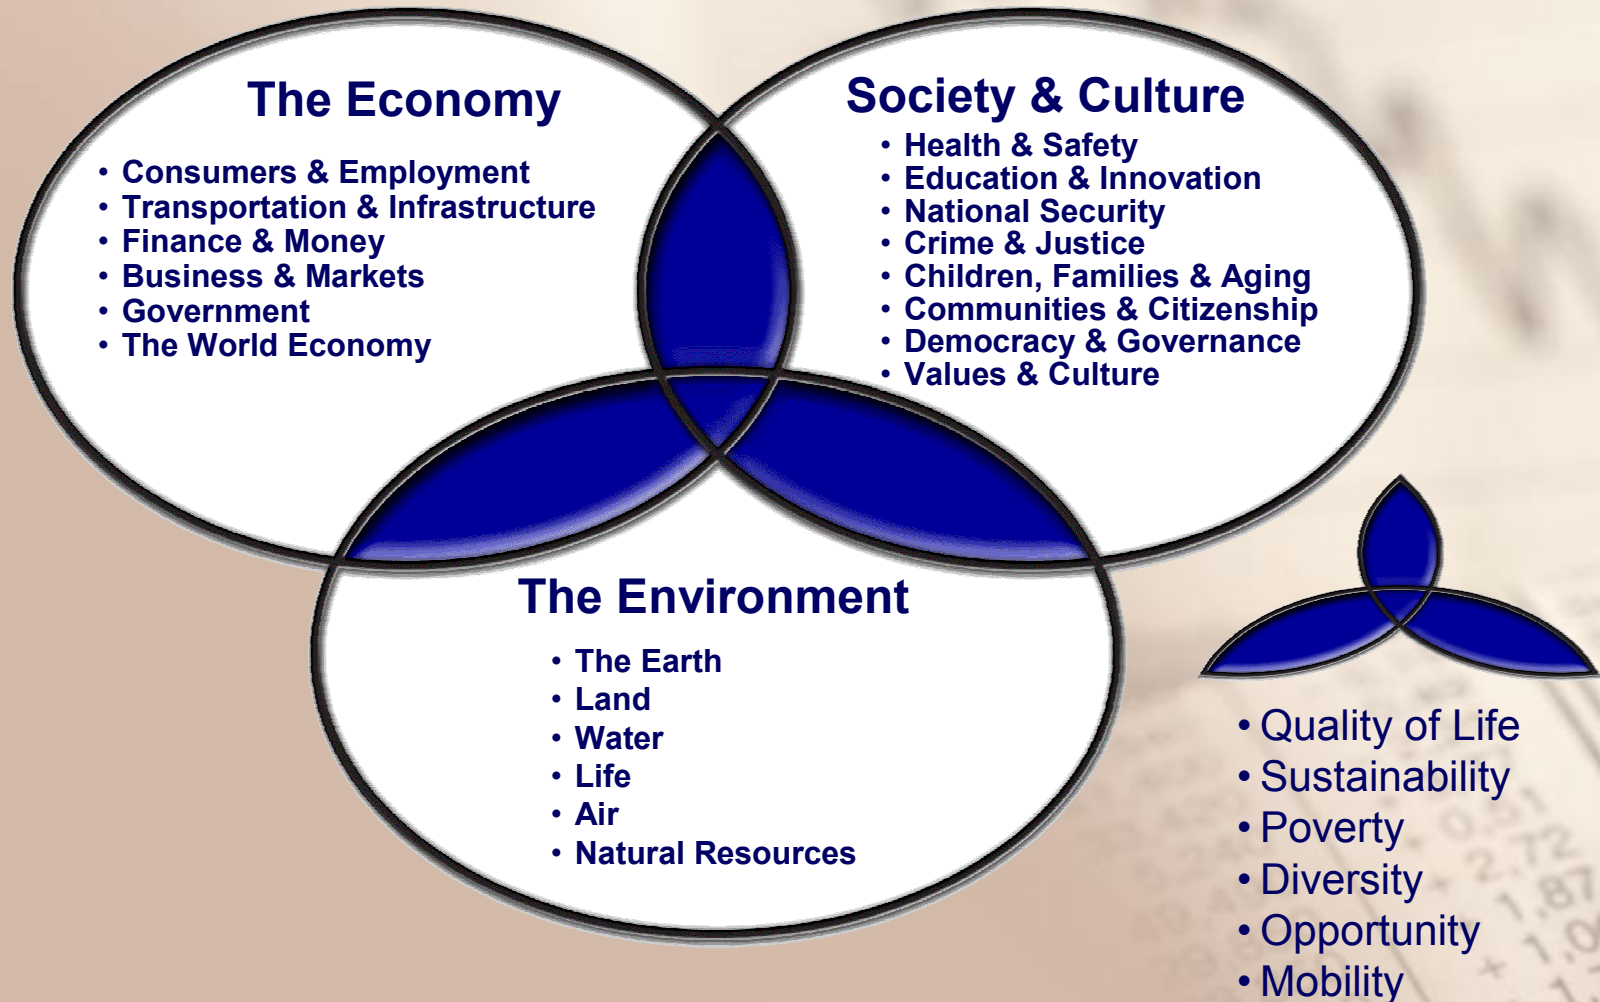 The Economy
• Consumers & Employment
• Transportation & Infrastructure
• Finance & Money
• Business & Markets
• Government
• The World Economy
Society & Culture
• Health & Safety
• Education & Innovation
• National Security
• Crime & Justice
• Children, Families & Aging
• Communities & Citizenship
• Democracy & Governance
• Values & Culture
The Environment
• The Earth
• Land
• Water
• Life
• Air
• Natural Resources
• Quality of Life
• Sustainability
• Poverty
• Diversity
• Opportunity
• Mobility